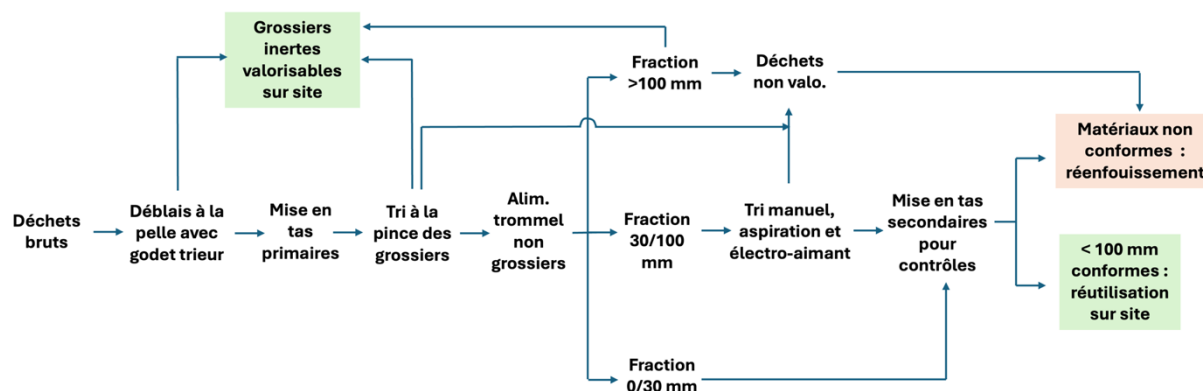 Grossiers
inertes
valorisables
sur site
Fraction
>100 mm
Déchets
non valo.
Matériaux non
conformes :
réenfouissement
Déchets
bruts
Déblais à la
pelle avec
godet trieur
Mise en
tas
primaires
Tri à la
pince des
grossiers
Alim.
trommel
non
grossiers
Fraction
30/100
mm
Tri manuel,
aspiration et
électro-aimant
Mise en tas
secondaires
pour
contrôles
< 100 mm
conformes :
réutilisation
sur site
Fraction
0/30 mm